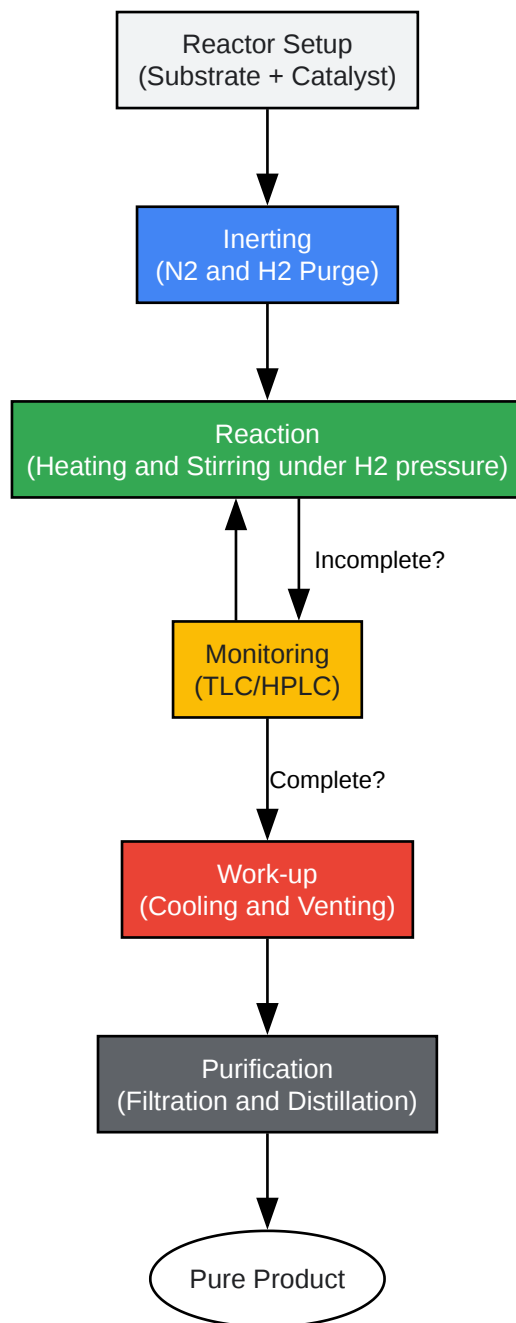 Reactor Setup
(Substrate + Catalyst)
Inerting
(N2 and H2 Purge)
Reaction
(Heating and Stirring under H2 pressure)
Incomplete?
Monitoring
(TLC/HPLC)
Complete?
Work-up
(Cooling and Venting)
Purification
(Filtration and Distillation)
Pure Product